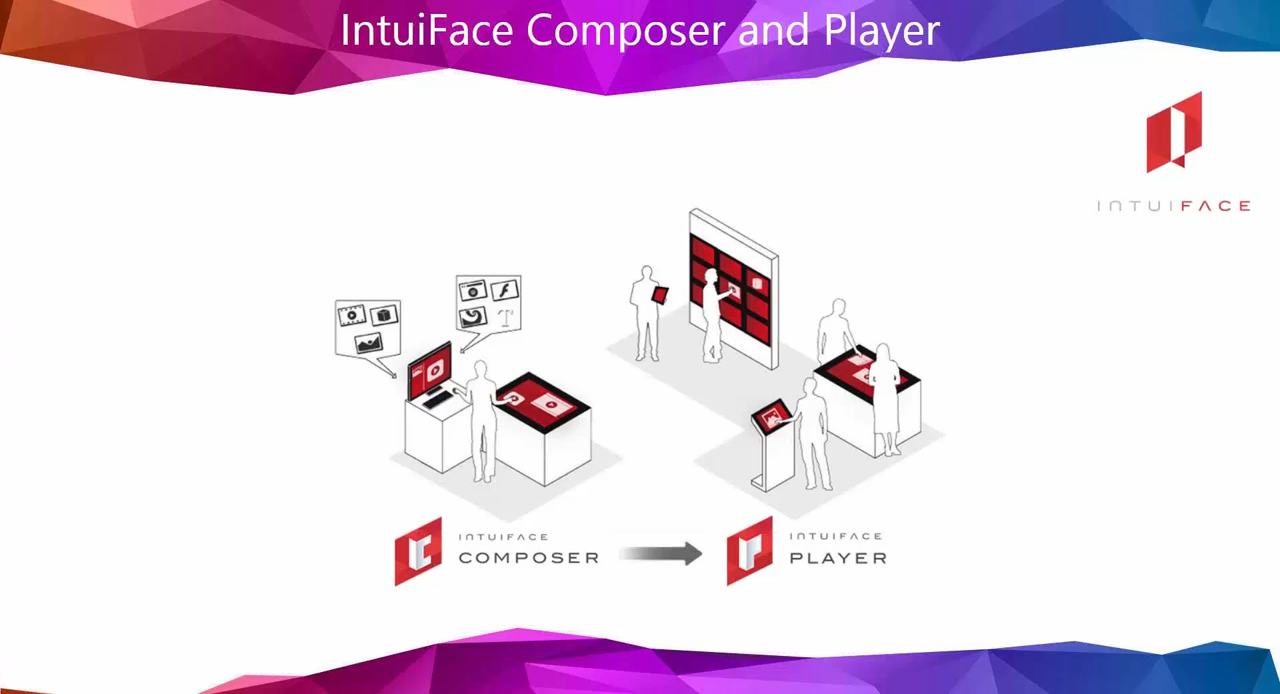 IntuiFace Composer and Player
INTUIFACE
INTUIFACE
COMPOSER
INTUIFACE
PLAYER